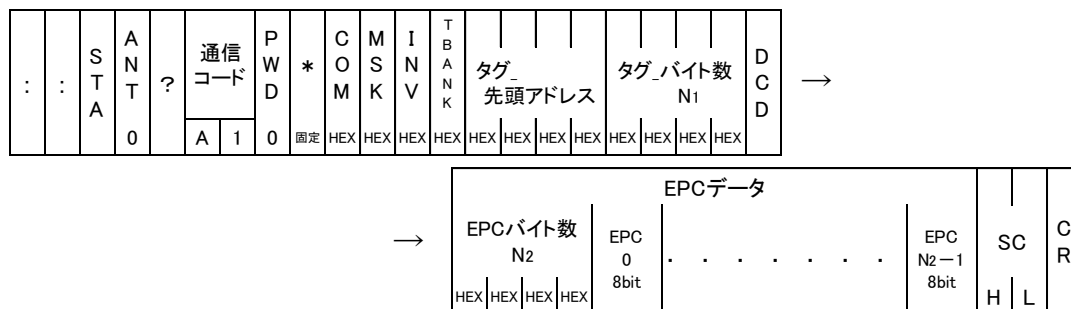 : : STA ANT ? 通信コード PWD * COM MSK INV TBANK タグ_先頭アドレス タグ_バイト数 N1 DCD →
0 A 1 0 固定 HEX HEX HEX HEX HEX HEX HEX HEX HEX HEX HEX HEX
EPCデータ
→ EPCバイト数 N2 EPC 0 8bit . . . . . . . EPC N2-1 8bit SC CR
HEX HEX HEX HEX H L